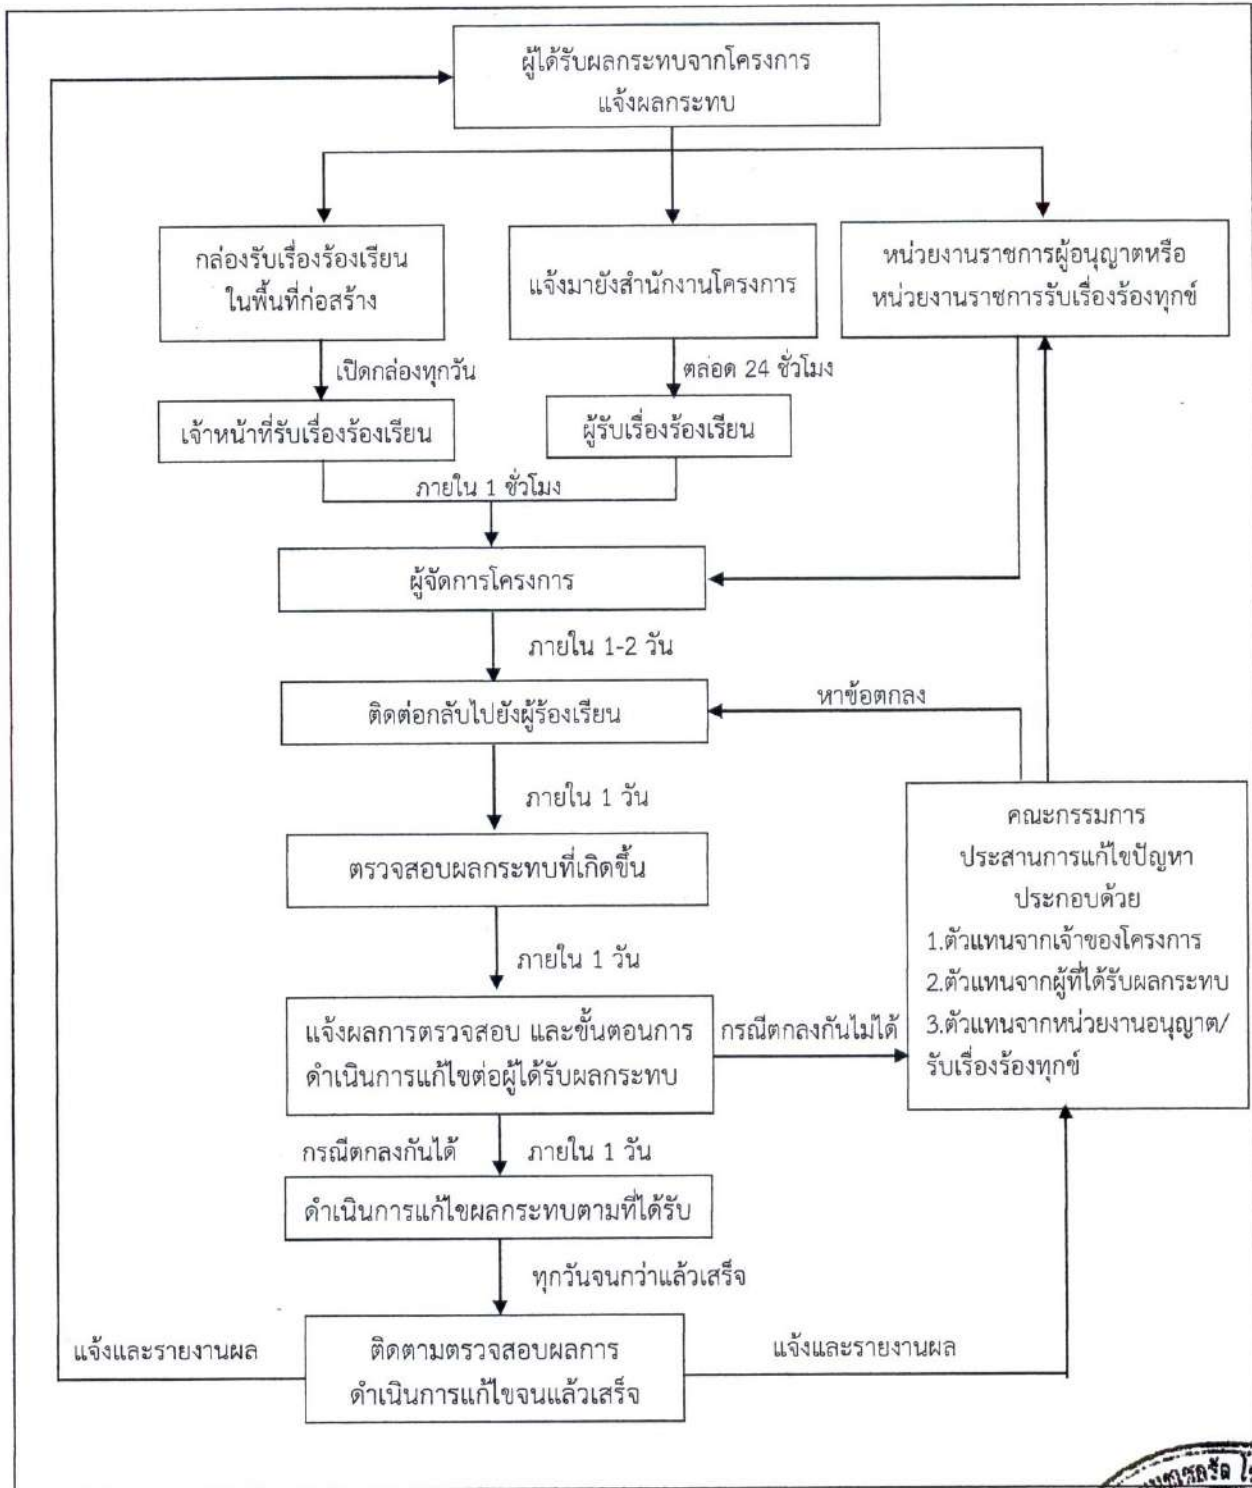 ผู้ได้รับผลกระทบจากโครงการ
แจ้งผลกระทบ
กล่องรับเรื่องร้องเรียน
ในพื้นที่ก่อสร้าง
แจ้งมายังสำนักงานโครงการ
หน่วยงานราชการผู้อนุญาตหรือ
หน่วยงานราชการรับเรื่องร้องทุกข์
เปิดกล่องทุกวัน
ตลอด 24 ชั่วโมง
เจ้าหน้าที่รับเรื่องร้องเรียน
ผู้รับเรื่องร้องเรียน
ภายใน 1 ชั่วโมง
ผู้จัดการโครงการ
ภายใน 1-2 วัน
หาข้อตกลง
ติดต่อกลับไปยังผู้ร้องเรียน
ภายใน 1 วัน
ตรวจสอบผลกระทบที่เกิดขึ้น
คณะกรรมการ
ประสานการแก้ไขปัญหา
ประกอบด้วย
1.ตัวแทนจากเจ้าของโครงการ
2.ตัวแทนจากผู้ที่ได้รับผลกระทบ
3.ตัวแทนจากหน่วยงานอนุญาต/
รับเรื่องร้องทุกข์
ภายใน 1 วัน
แจ้งผลการตรวจสอบ และขั้นตอนการ
ดำเนินการแก้ไขต่อผู้ได้รับผลกระทบ
กรณีตกลงกันไม่ได้
กรณีตกลงกันได้
ภายใน 1 วัน
ดำเนินการแก้ไขผลกระทบตามที่ได้รับ
ทุกวันจนกว่าแล้วเสร็จ
แจ้งและรายงานผล
ติดตามตรวจสอบผลการ
ดำเนินการแก้ไขจนแล้วเสร็จ
แจ้งและรายงานผล